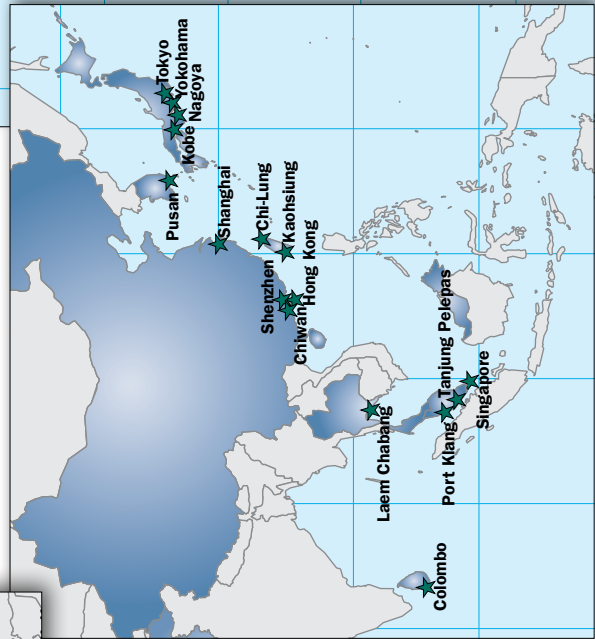 Tokyo
Yokohama
Nagoya
Kobe
Pusan
Shanghai
Chi-Lung
Kaohsiung
Hong Kong
Shenzhen
Chiwan
Laem Chabang
Port Klang
Tanjung Pelepas
Singapore
Colombo